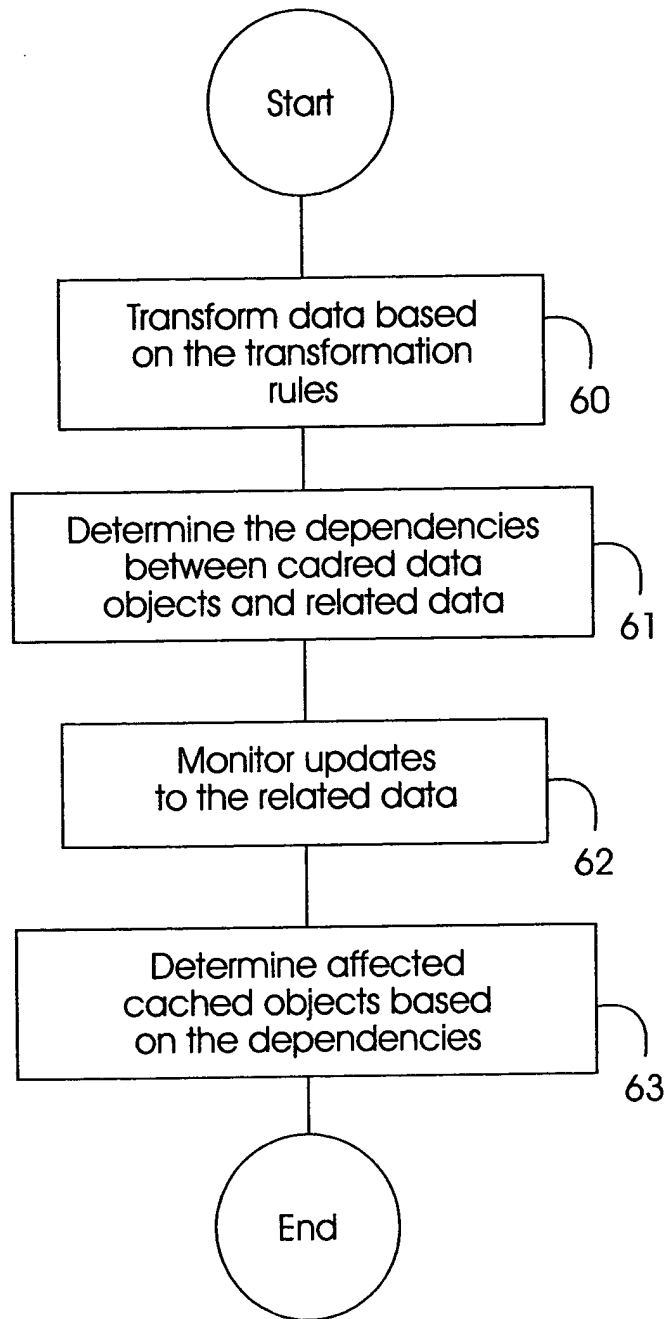 Start
Transform data based
on the transformation
rules
60
Determine the dependencies
between cadred data
objects and related data
61
Monitor updates
to the related data
62
Determine affected
cached objects based
on the dependencies
63
End